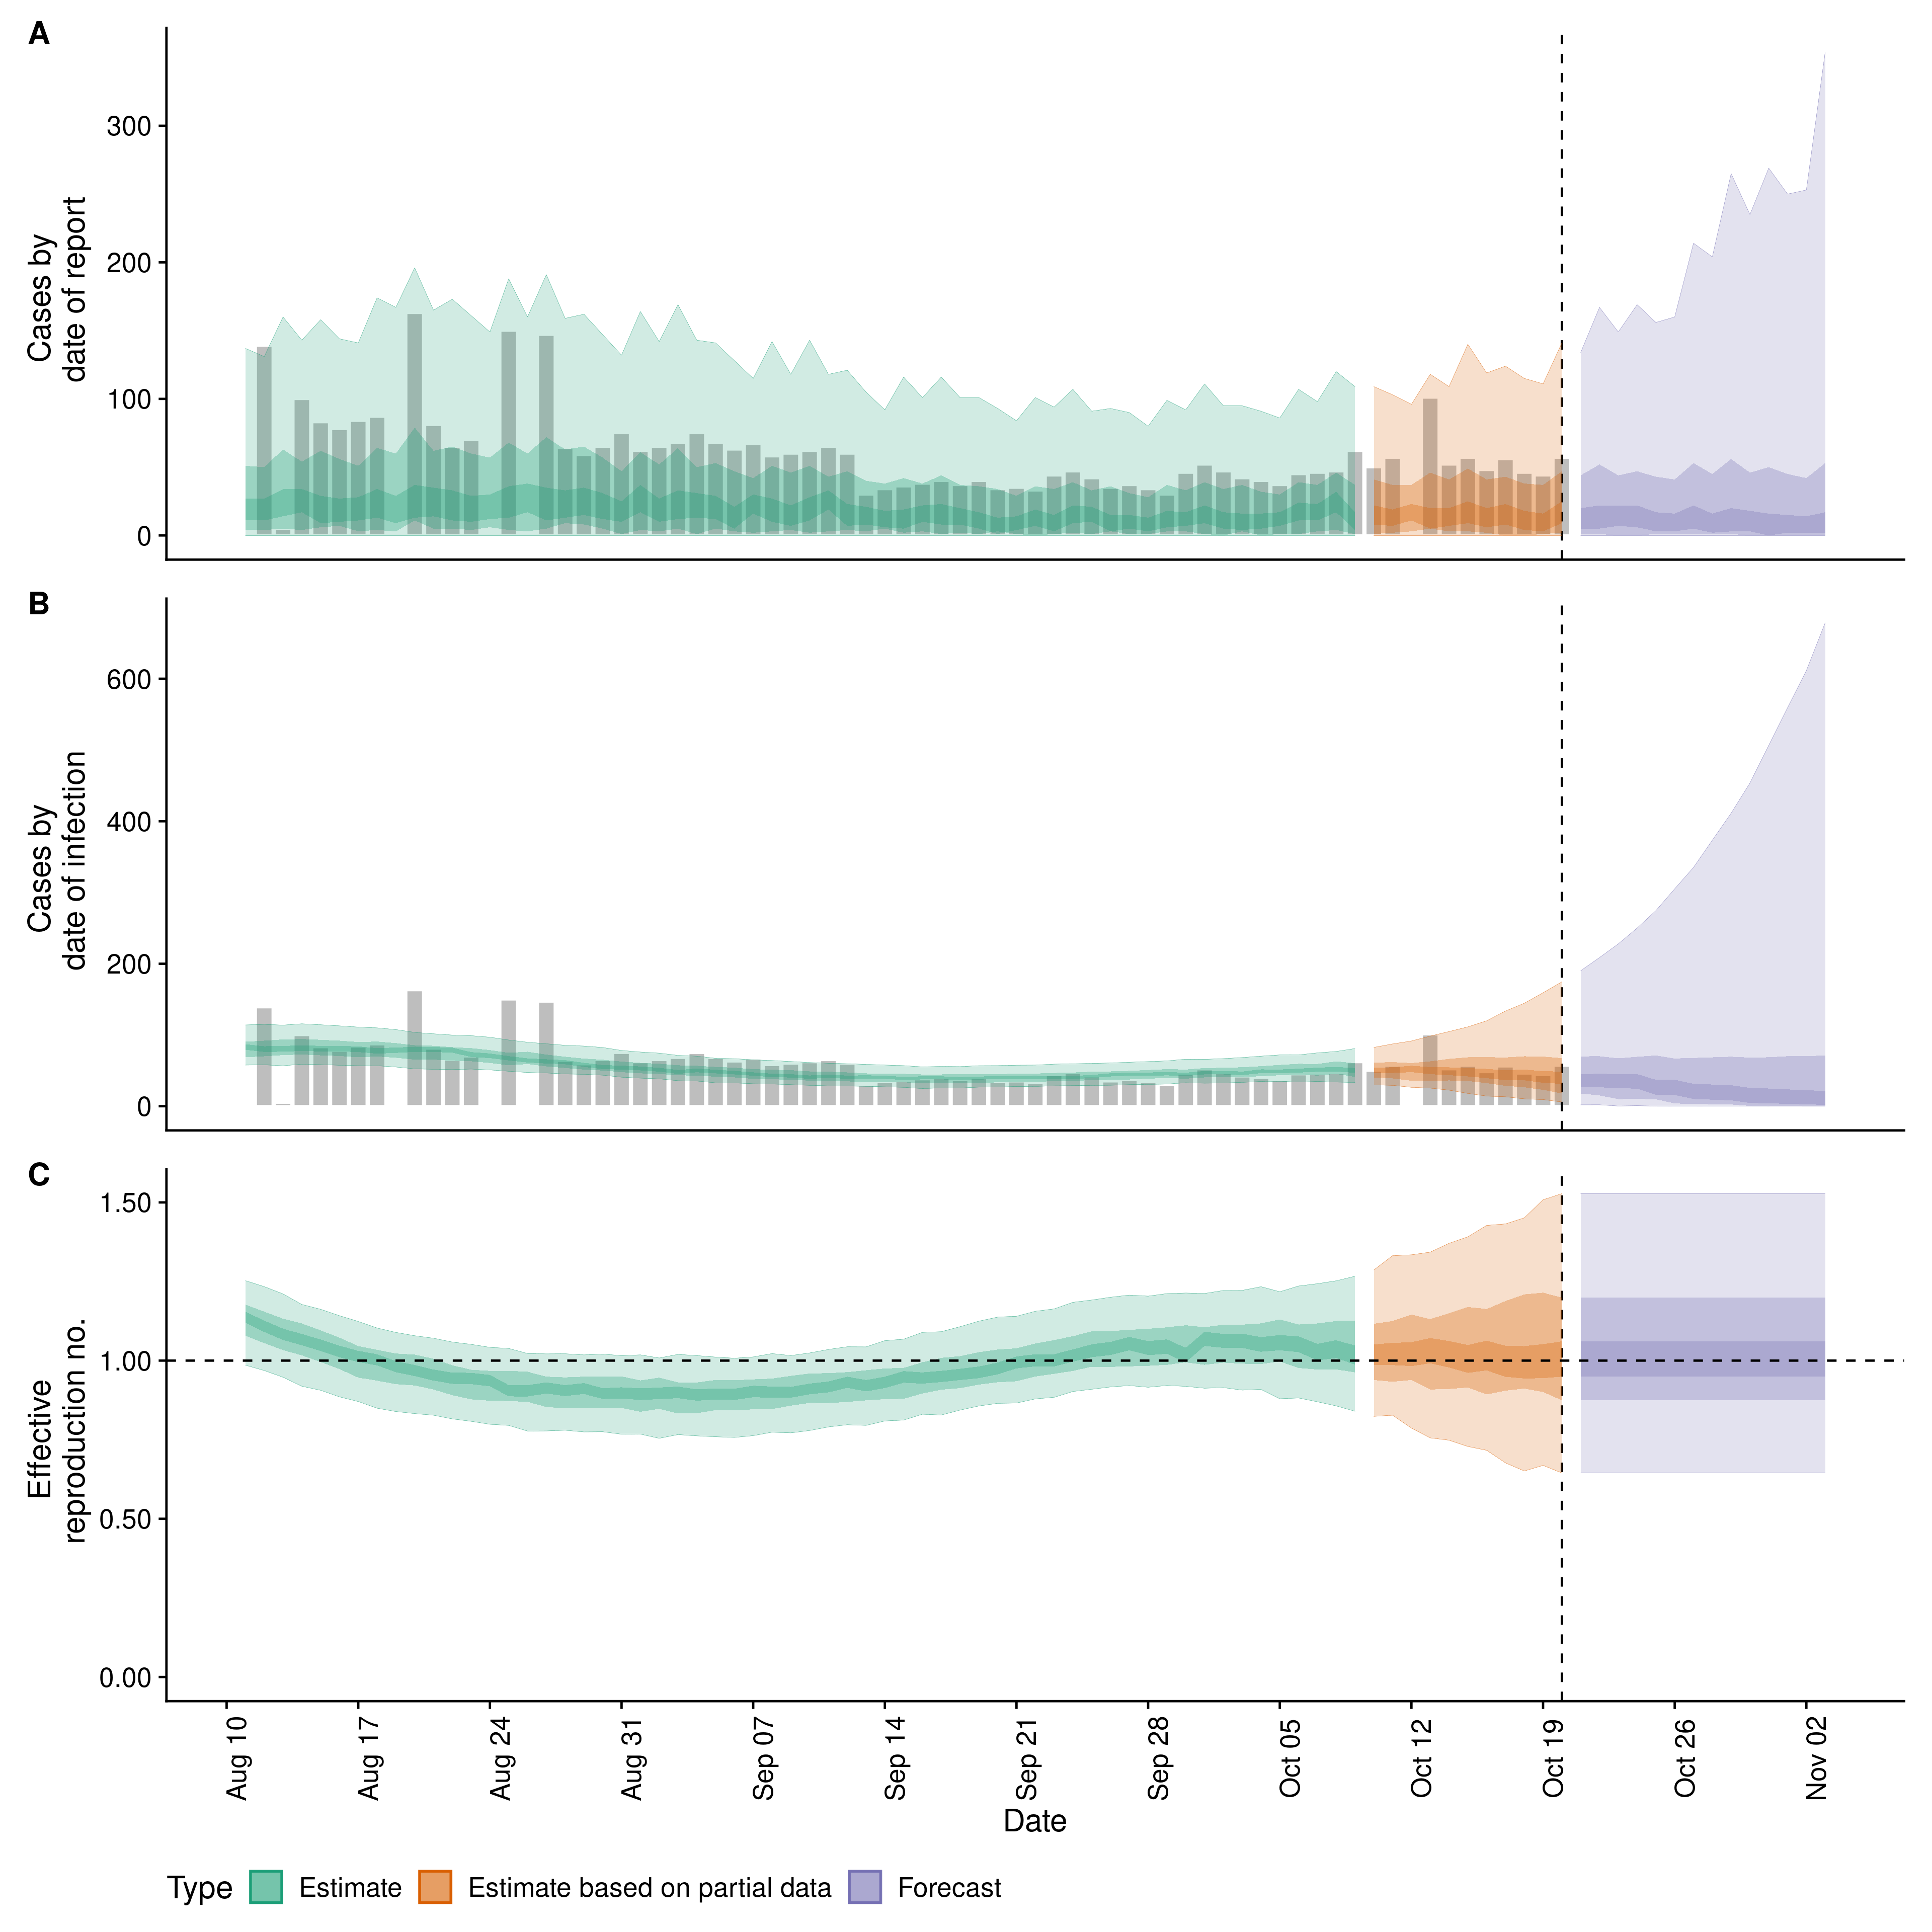 A
Cases by
date of report
300
200
100
0
B
Cases by
date of infection
600
400
200
0
C
Effective
reproduction no.
1.50
1.00
0.50
0.00
Aug 10
Aug 17
Aug 24
Aug 31
Sep 07
Sep 14
Sep 21
Sep 28
Oct 05
Oct 12
Oct 19
Oct 26
Nov 02
Date
Type Estimate Estimate based on partial data Forecast